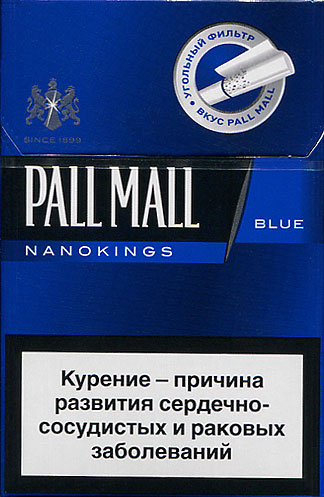 УГОЛЬНЫЙ ФИЛЬТР
ВКУС PALL MALL
SINCE 1899
PALL MALL
BLUE
NANOKINGS
Курение – причина
развития сердечно-
сосудистых и раковых
заболеваний